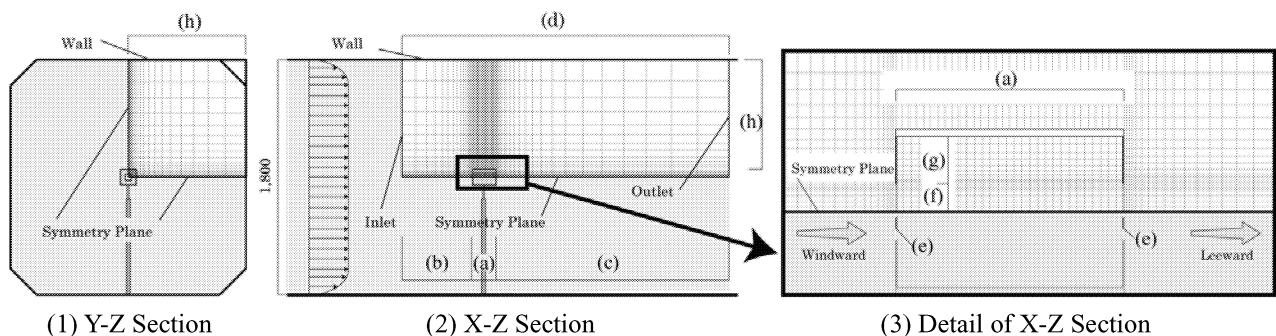 (h)
Wall
Symmetry Plane
(1) Y-Z Section
(d)
Wall
(h)
1,800
Inlet
Symmetry Plane
Outlet
(b)
(a)
(c)
(2) X-Z Section
(a)
(g)
Symmetry Plane
(f)
(e)
(e)
Windward
Leeward
(3) Detail of X-Z Section